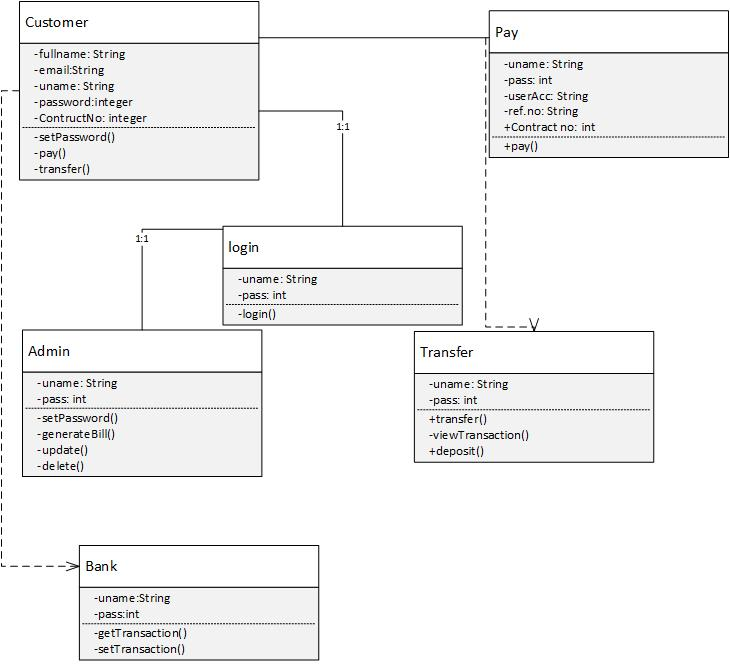 Customer
-fullname: String
-email:String
-uname: String
-password:integer
-ContructNo: integer
-setPassword()
-pay()
-transfer()
Pay
-uname: String
-pass: int
-userAcc: String
-ref.no: String
+Contract no: int
+pay()
1:1
1:1
login
-uname: String
-pass: int
-login()
Admin
-uname: String
-pass: int
-setPassword()
-generateBill()
-update()
-delete()
Transfer
-uname: String
-pass: int
+transfer()
-viewTransaction()
+deposit()
Bank
-uname:String
-pass:int
-getTransaction()
-setTransaction()